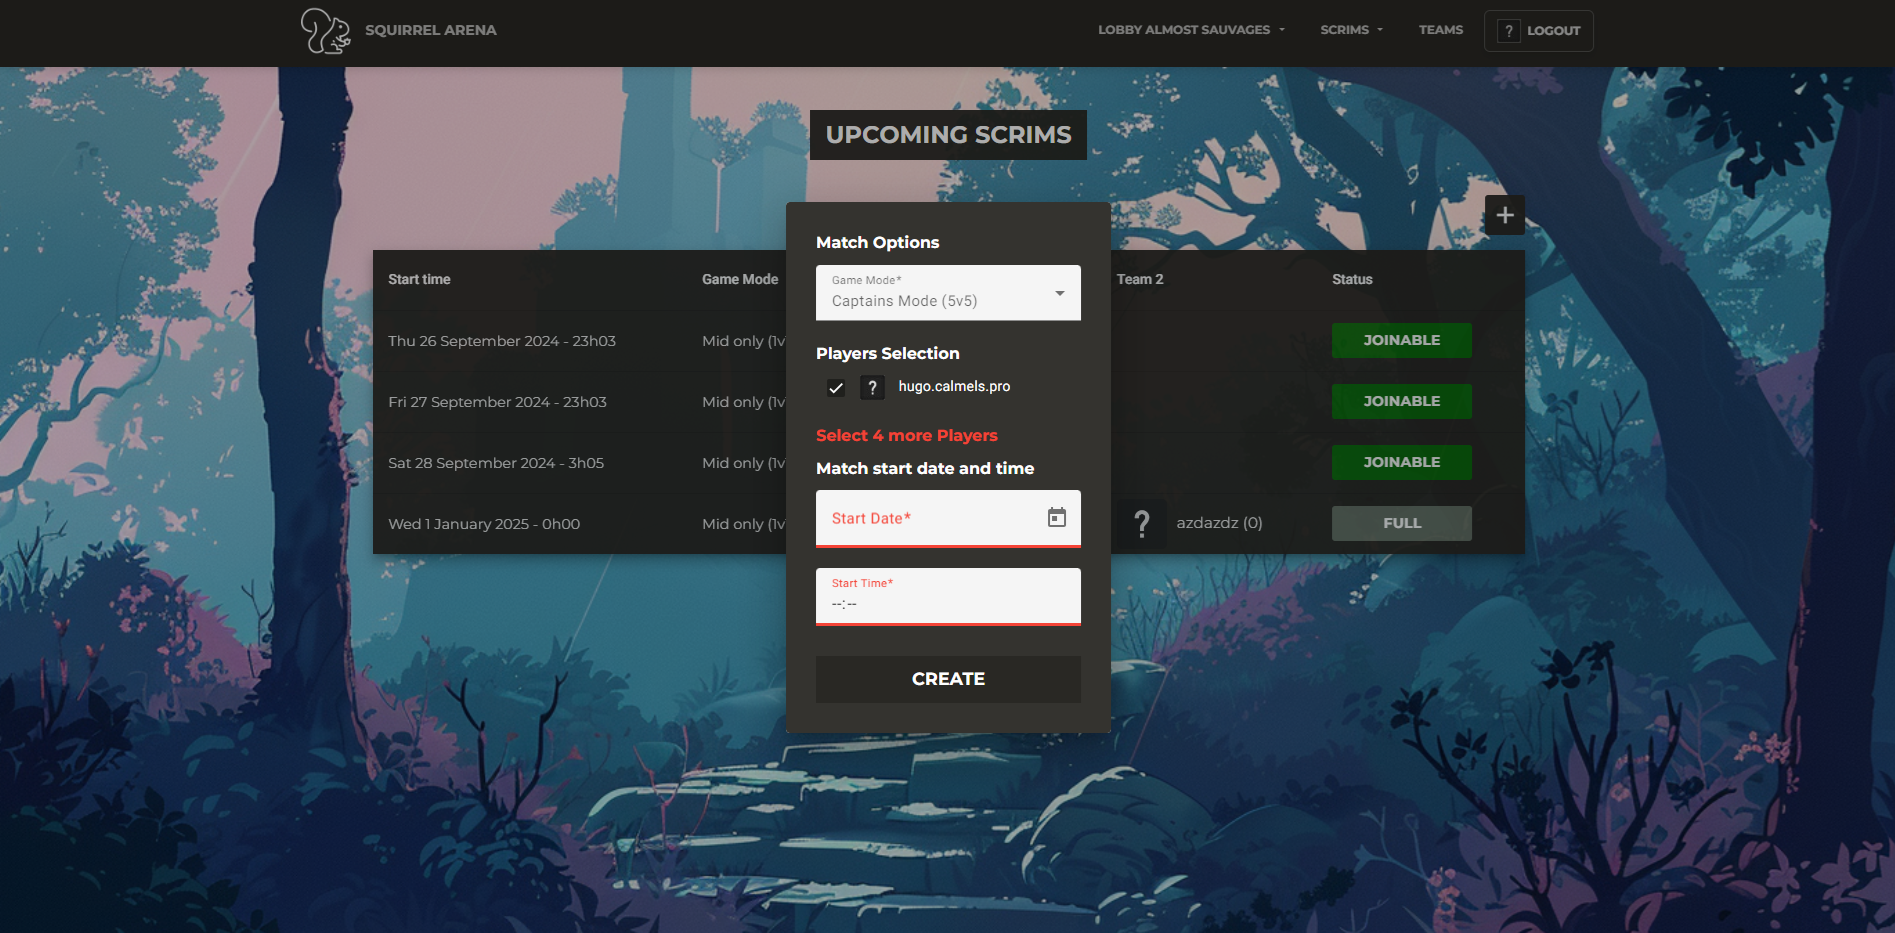 SQUIRREL ARENA
LOBBY ALMOST SAUVAGES
SCRIMS
TEAMS
? LOGOUT
UPCOMING SCRIMS
+
Start time
Game Mode
Team 2
Status
Thu 26 September 2024 - 23h03
Mid only (1v
JOINABLE
Fri 27 September 2024 - 23h03
Mid only (1v
JOINABLE
Sat 28 September 2024 - 3h05
Mid only (1v
JOINABLE
Wed 1 January 2025 - 0h00
Mid only (1v
? azdazdz (0)
FULL
Match Options
Game Mode*
Captains Mode (5v5)
Players Selection
? hugo.calmels.pro
Select 4 more Players
Match start date and time
Start Date*
Start Time*
--:--
CREATE